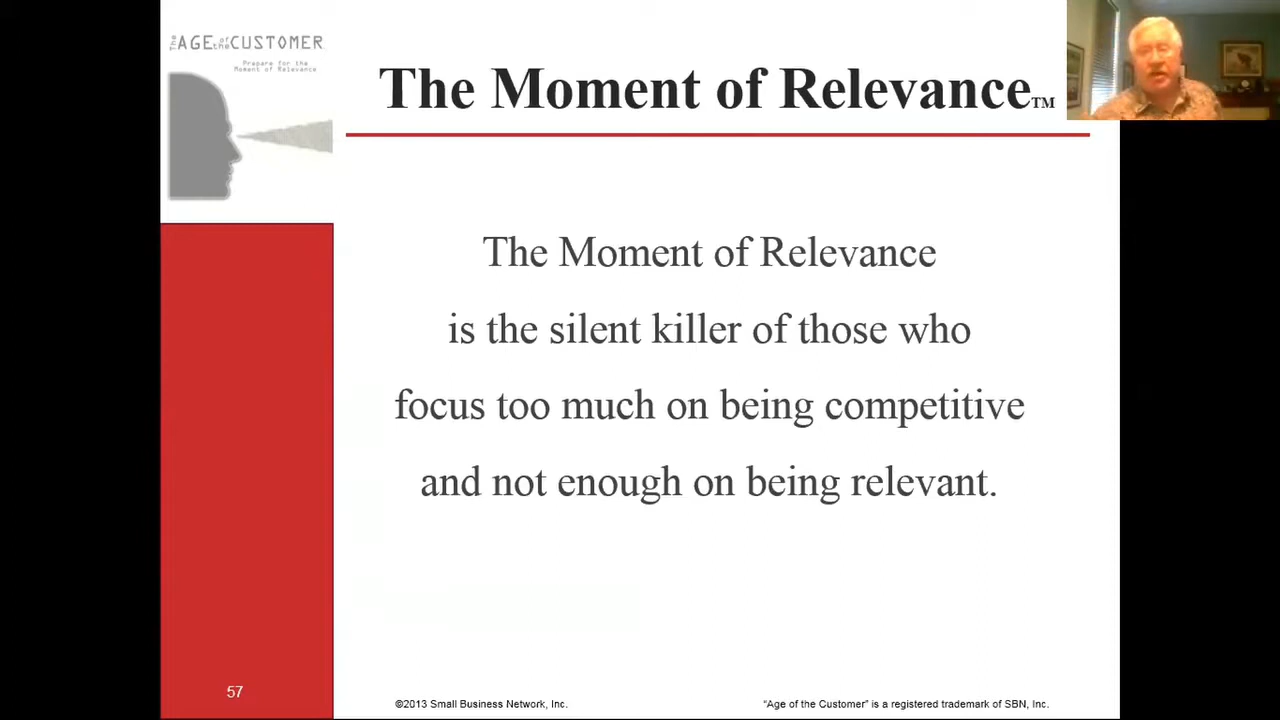 The AGE of the CUSTOMER
Prepare for the
Moment of Relevance
The Moment of Relevance™
The Moment of Relevance
is the silent killer of those who
focus too much on being competitive
and not enough on being relevant.
57
©2013 Small Business Network, Inc.
“Age of the Customer” is a registered trademark of SBN, Inc.